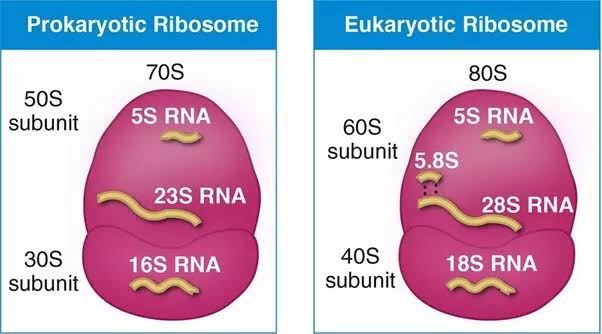 Prokaryotic Ribosome
70S
50S
subunit
5S RNA
23S RNA
30S
subunit
16S RNA
Eukaryotic Ribosome
80S
60S
subunit
5S RNA
5.8S
28S RNA
40S
subunit
18S RNA